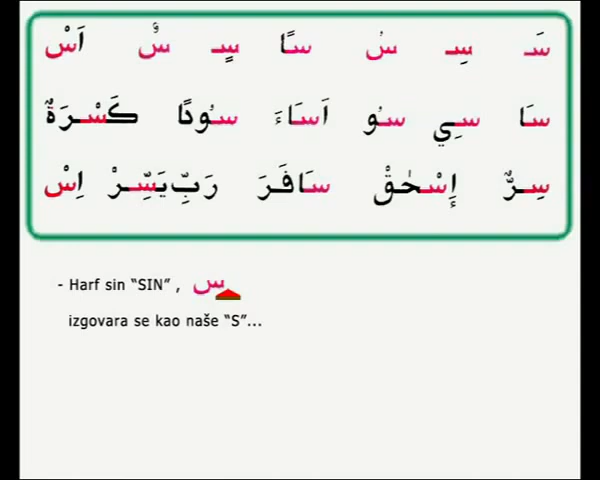 سَـ سِـ سُ سًا سٍـ سٌ اَسْ
سَا سِي سُو اَسَاءَ سُودًا كَسْرَةٌ
سِرٌّ إِسْحٰقْ سَافَرَ رَبِّ يَسِّرْ اِسْ
- Harf sin “SIN” , س
izgovara se kao naše “S”...